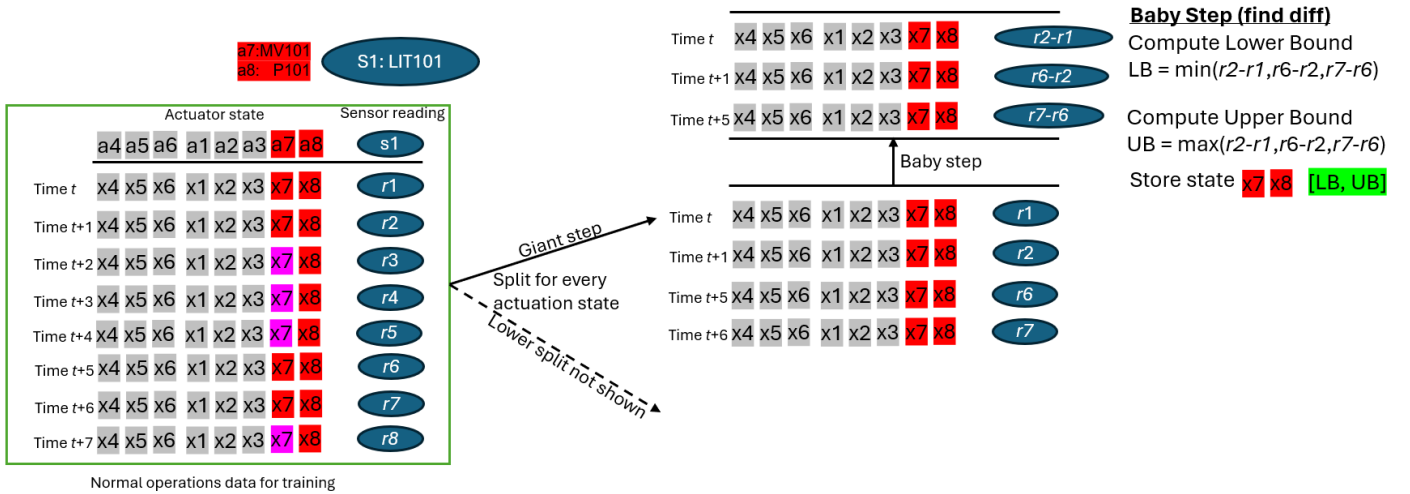 a7:MV101
a8: P101
S1: LIT101
Actuator state
Sensor reading
a4 a5 a6 a1 a2 a3 a7 a8 s1
Time t x4 x5 x6 x1 x2 x3 x7 x8 r1
Time t+1 x4 x5 x6 x1 x2 x3 x7 x8 r2
Time t+2 x4 x5 x6 x1 x2 x3 x7 x8 r3
Time t+3 x4 x5 x6 x1 x2 x3 x7 x8 r4
Time t+4 x4 x5 x6 x1 x2 x3 x7 x8 r5
Time t+5 x4 x5 x6 x1 x2 x3 x7 x8 r6
Time t+6 x4 x5 x6 x1 x2 x3 x7 x8 r7
Time t+7 x4 x5 x6 x1 x2 x3 x7 x8 r8
Normal operations data for training
Giant step
Split for every
actuation state
Lower split not shown
Time t x4 x5 x6 x1 x2 x3 x7 x8 r2-r1
Time t+1 x4 x5 x6 x1 x2 x3 x7 x8 r6-r2
Time t+5 x4 x5 x6 x1 x2 x3 x7 x8 r7-r6
Baby step
Time t x4 x5 x6 x1 x2 x3 x7 x8 r1
Time t+1 x4 x5 x6 x1 x2 x3 x7 x8 r2
Time t+5 x4 x5 x6 x1 x2 x3 x7 x8 r6
Time t+6 x4 x5 x6 x1 x2 x3 x7 x8 r7
Baby Step (find diff)
Compute Lower Bound
LB = min(r2-r1,r6-r2,r7-r6)
Compute Upper Bound
UB = max(r2-r1,r6-r2,r7-r6)
Store state x7 x8 [LB, UB]